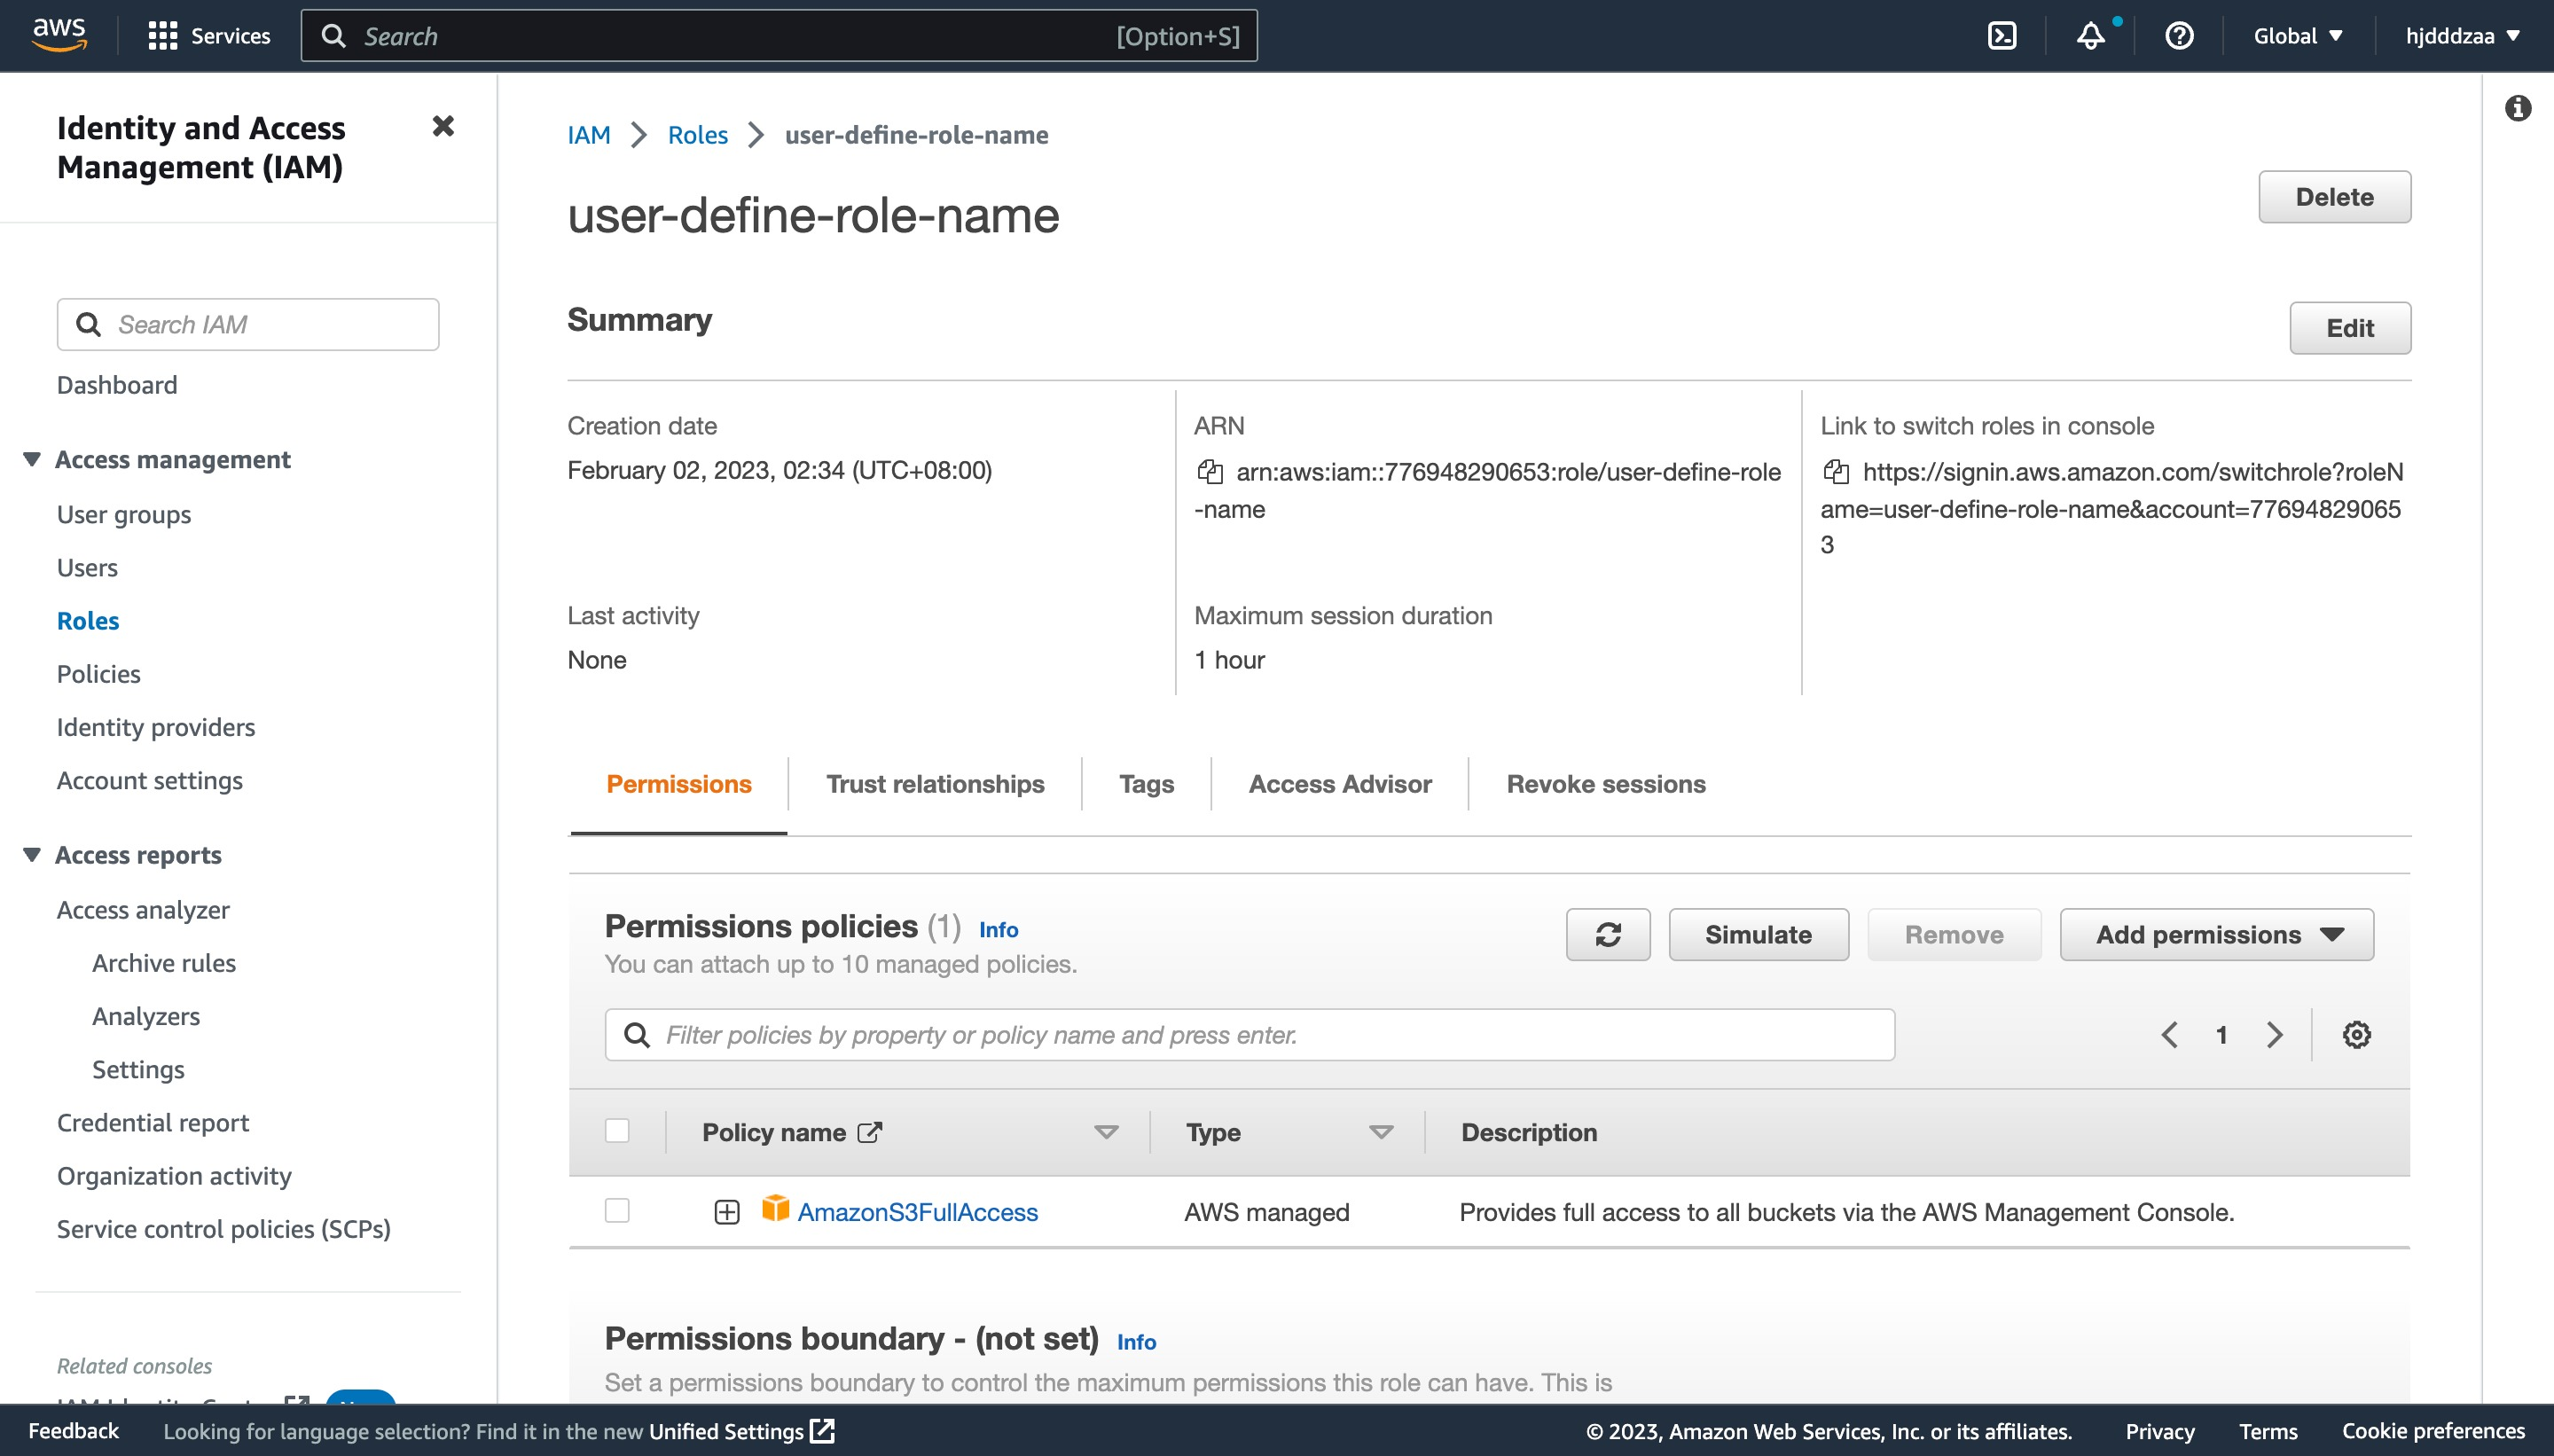 aws
Services
Search
[Option+S]
Global
hjdddzaa
Identity and Access
Management (IAM)
Search IAM
Dashboard
Access management
User groups
Users
Roles
Policies
Identity providers
Account settings
Access reports
Access analyzer
Archive rules
Analyzers
Settings
Credential report
Organization activity
Service control policies (SCPs)
Related consoles
IAM > Roles > user-define-role-name
user-define-role-name
Delete
Summary
Edit
Creation date
February 02, 2023, 02:34 (UTC+08:00)
ARN
arn:aws:iam::776948290653:role/user-define-role
-name
Link to switch roles in console
https://signin.aws.amazon.com/switchrole?roleN
ame=user-define-role-name&account=77694829065
3
Last activity
None
Maximum session duration
1 hour
Permissions
Trust relationships
Tags
Access Advisor
Revoke sessions
Permissions policies (1) Info
You can attach up to 10 managed policies.
Simulate
Remove
Add permissions
Filter policies by property or policy name and press enter.
1
Policy name
Type
Description
AmazonS3FullAccess
AWS managed
Provides full access to all buckets via the AWS Management Console.
Permissions boundary - (not set) Info
Set a permissions boundary to control the maximum permissions this role can have. This is
Feedback
Looking for language selection? Find it in the new Unified Settings
© 2023, Amazon Web Services, Inc. or its affiliates.
Privacy
Terms
Cookie preferences